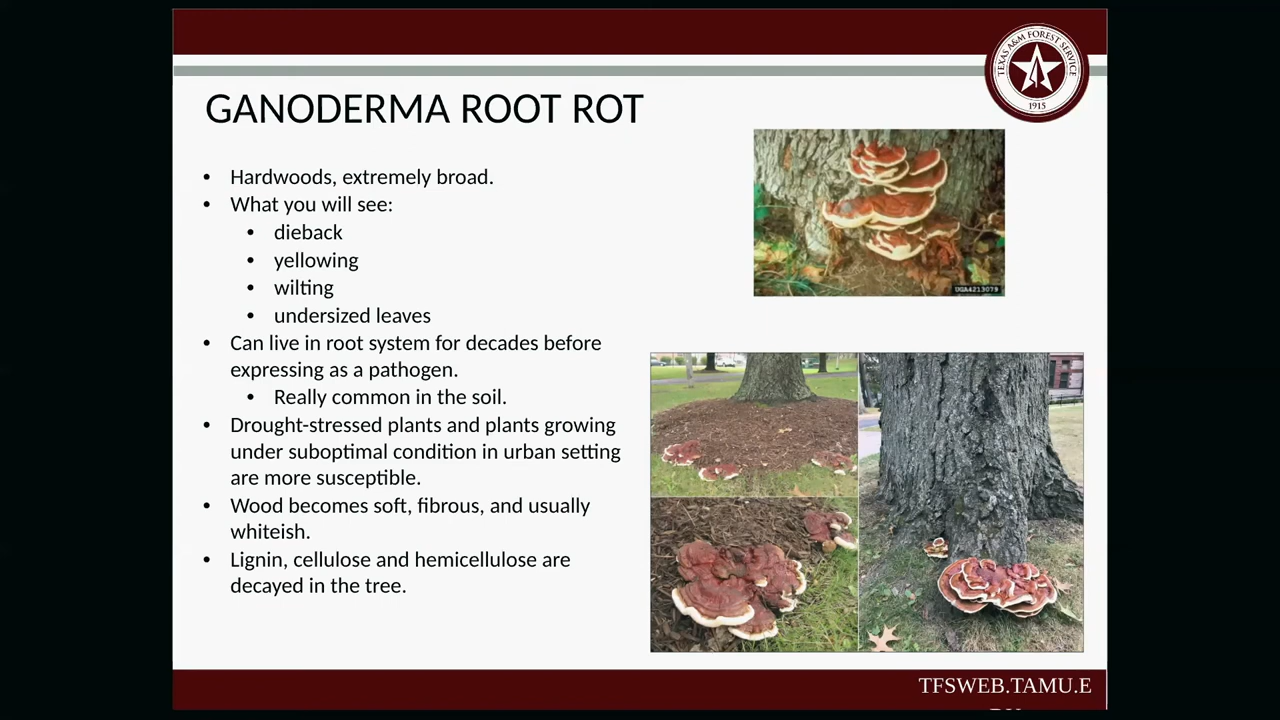 TEXAS A&M FOREST SERVICE
1915
GANODERMA ROOT ROT
• Hardwoods, extremely broad.
• What you will see:
• dieback
• yellowing
• wilting
• undersized leaves
• Can live in root system for decades before
expressing as a pathogen.
• Really common in the soil.
• Drought-stressed plants and plants growing
under suboptimal condition in urban setting
are more susceptible.
• Wood becomes soft, fibrous, and usually
whiteish.
• Lignin, cellulose and hemicellulose are
decayed in the tree.
UGA4213079
TFSWEB.TAMU.E